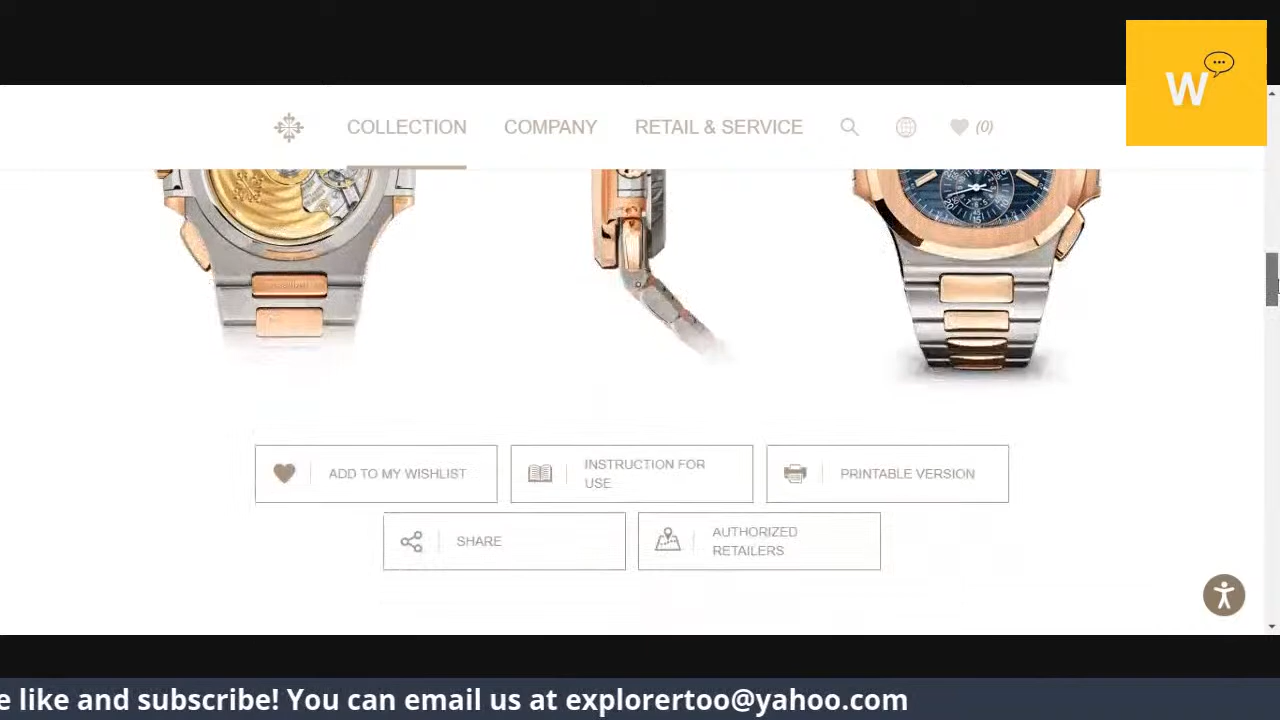 W
COLLECTION COMPANY RETAIL & SERVICE (0)
ADD TO MY WISHLIST
INSTRUCTION FOR
USE
PRINTABLE VERSION
SHARE
AUTHORIZED
RETAILERS
e like and subscribe! You can email us at explorertoo@yahoo.com